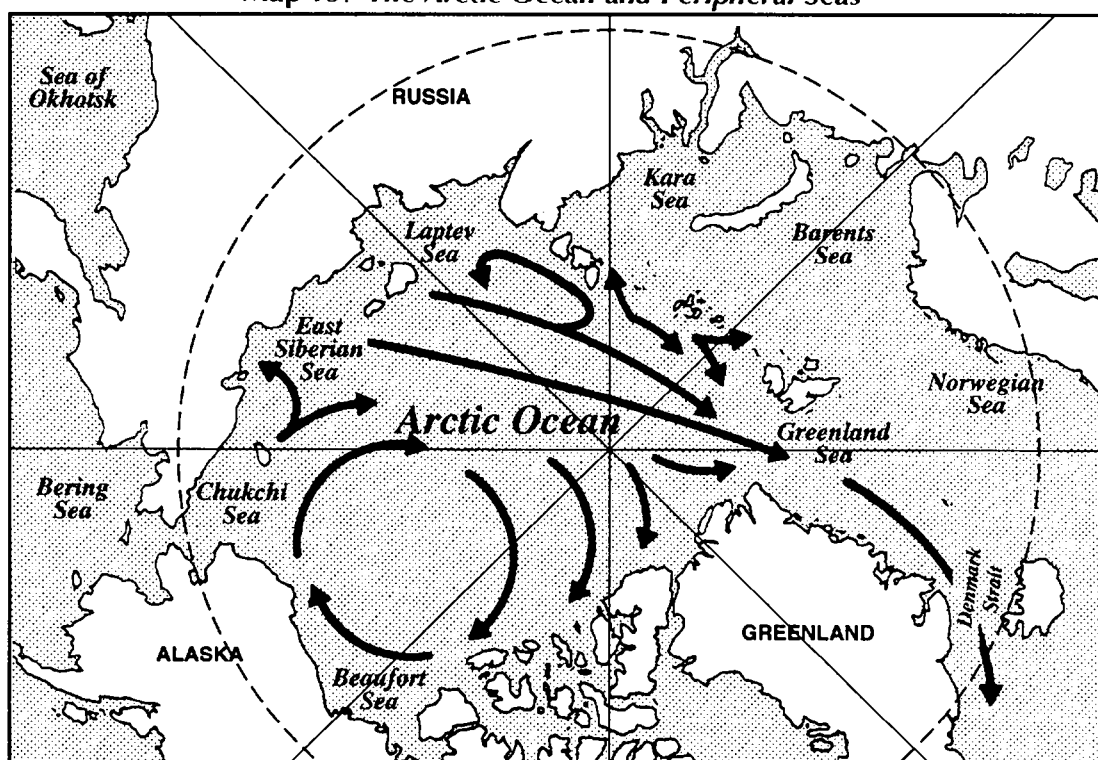 Map 18: The Arctic Ocean and Peripheral Seas
Sea of
Okhotsk
RUSSIA
Kara
Sea
Laptev
Sea
Barents
Sea
East
Siberian
Sea
Norwegian
Sea
Arctic Ocean
Greenland
Sea
Bering
Sea
Chukchi
Sea
Denmark
Strait
GREENLAND
ALASKA
Beaufort
Sea